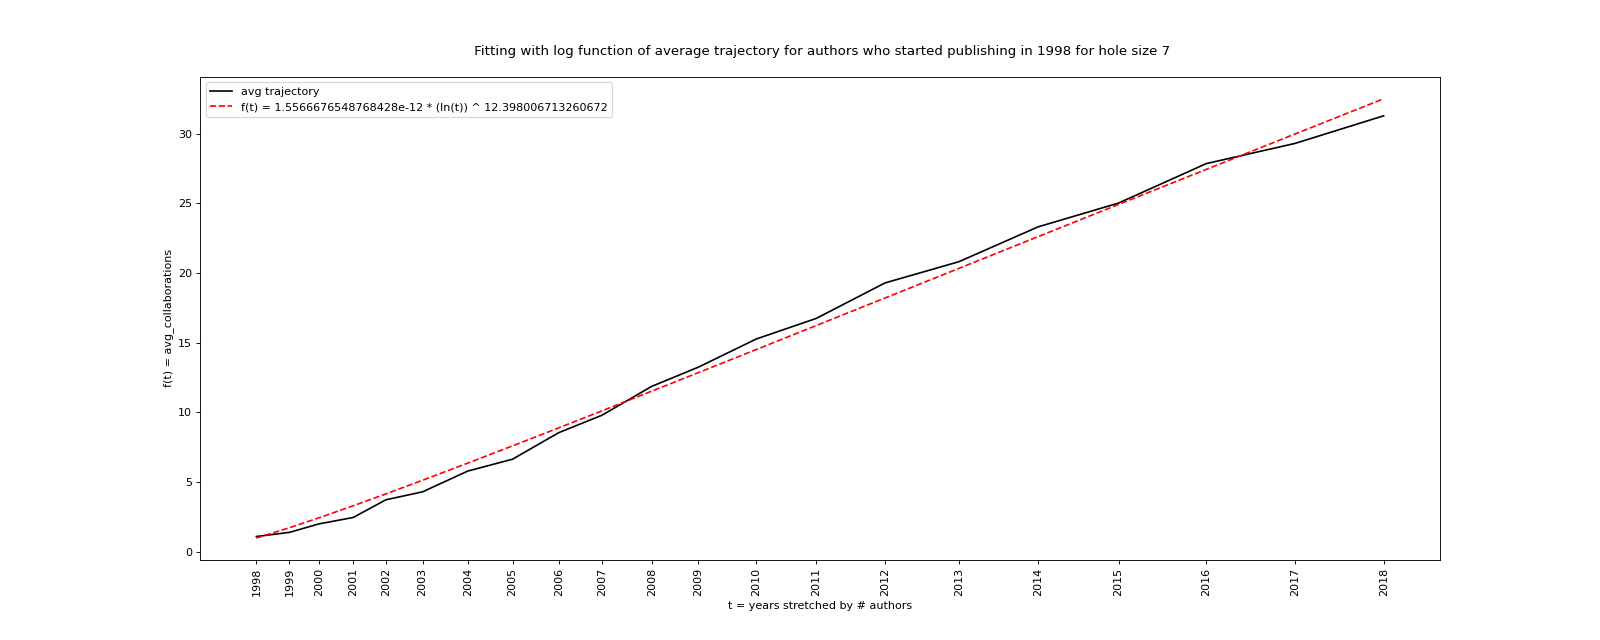 Fitting with log function of average trajectory for authors who started publishing in 1998 for hole size 7
avg trajectory
f(t) = 1.5566676548768428e-12 * (ln(t)) ^ 12.398006713260672
30
25
20
15
10
5
0
f(t) = avg_collaborations
1998 1999 2000 2001 2002 2003 2004 2005 2006 2007 2008 2009 2010 2011 2012 2013 2014 2015 2016 2017 2018
t = years stretched by # authors